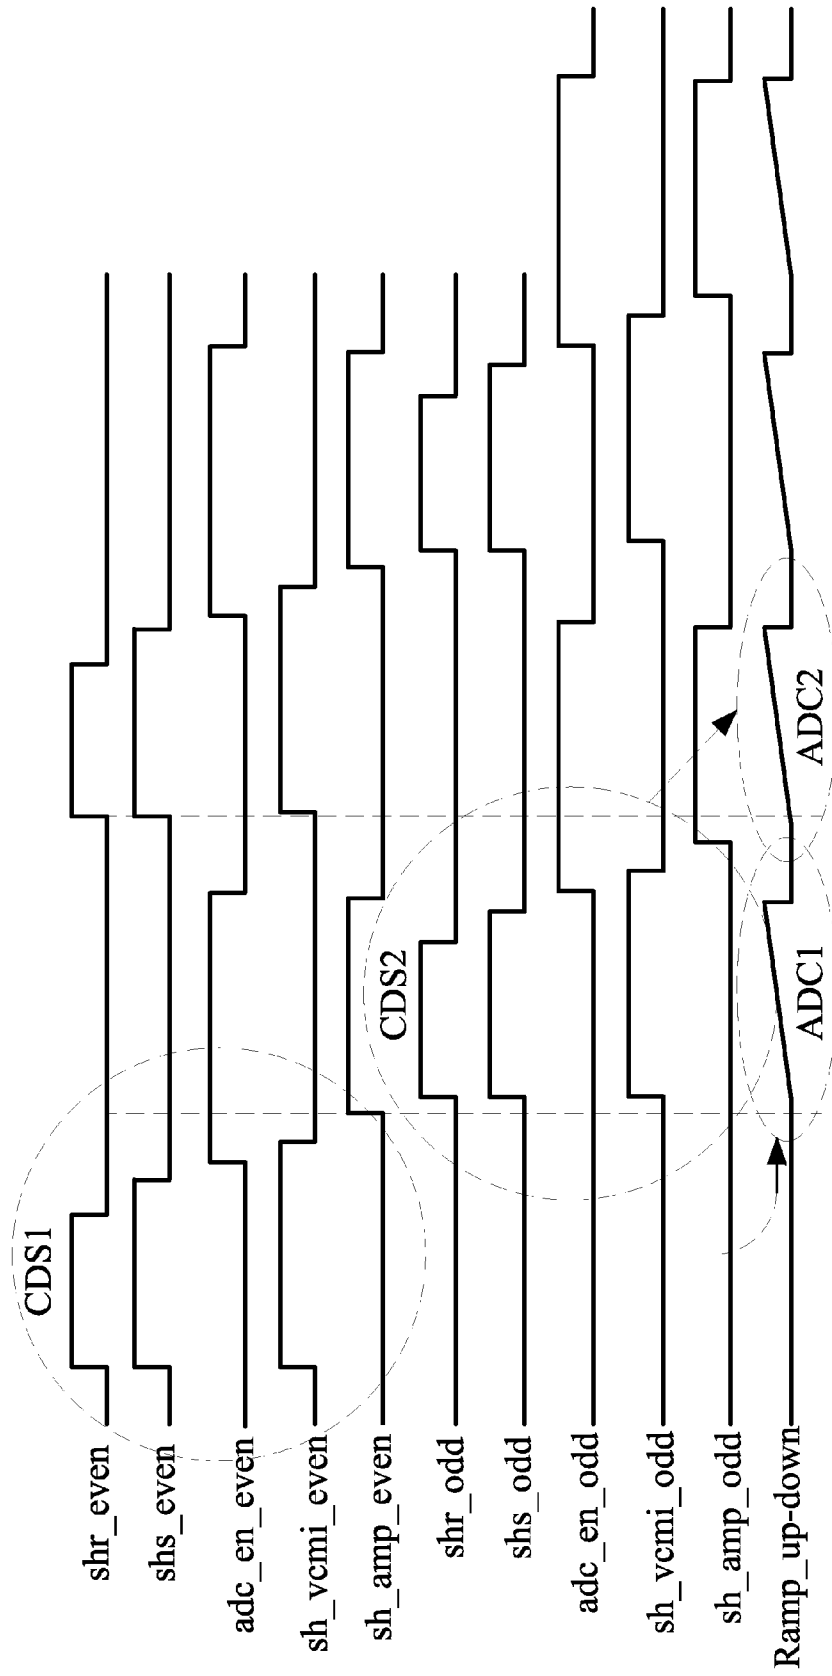 CDS1
shr_even
shs_even
adc_en_even
sh_vcmi_even
sh_amp_even
CDS2
shr_odd
shs_odd
adc_en_odd
sh_vcmi_odd
sh_amp_odd
Ramp_up-down
ADC1
ADC2